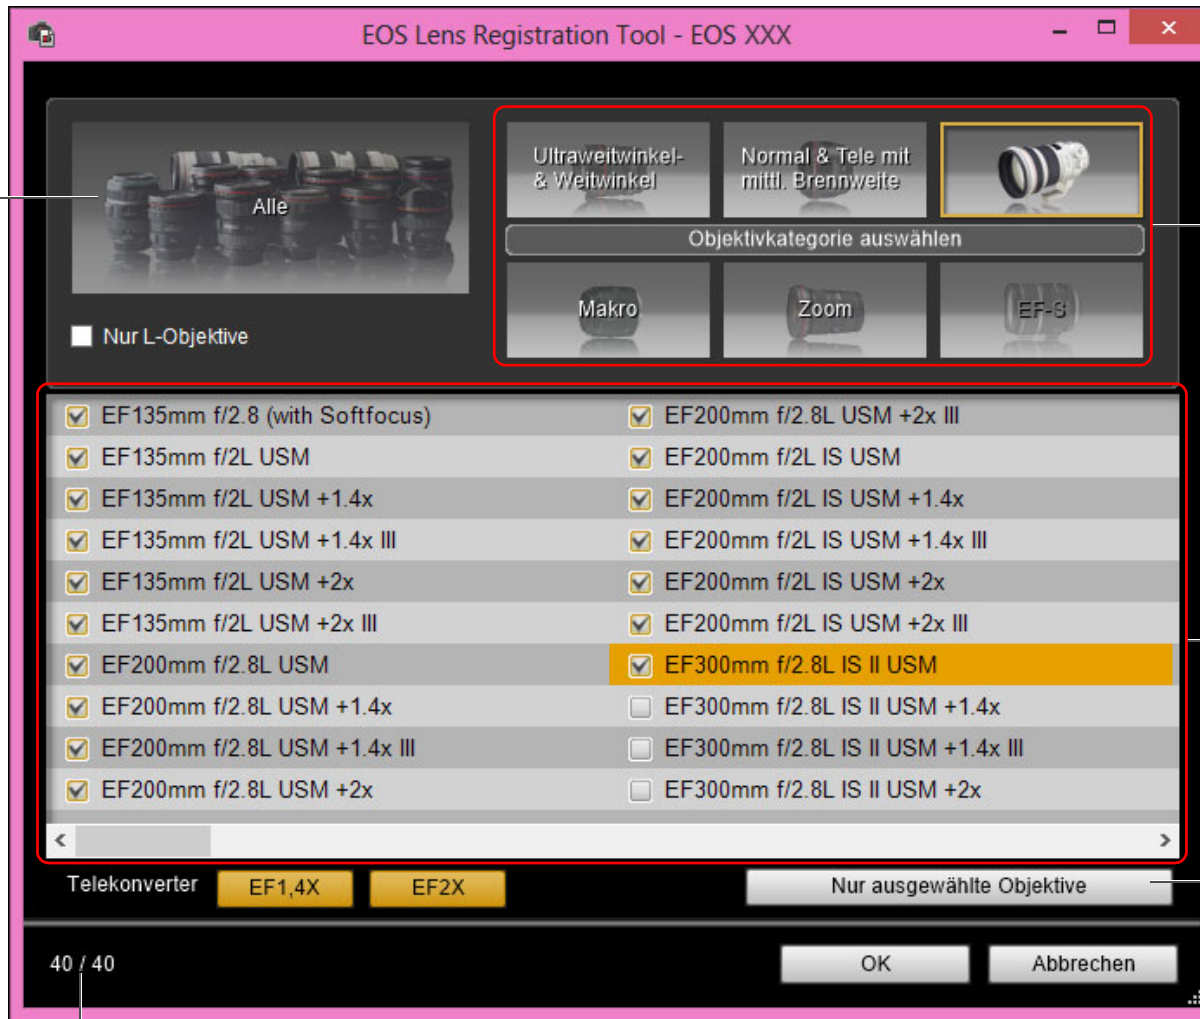 EOS Lens Registration Tool - EOS XXX
Alle
Ultraweitwinkel-
& Weitwinkel
Normal & Tele mit
mittl. Brennweite
Objektivkategorie auswählen
Makro
Zoom
EF-S
Nur L-Objektive
EF135mm f/2.8 (with Softfocus)
EF135mm f/2L USM
EF135mm f/2L USM +1.4x
EF135mm f/2L USM +1.4x III
EF135mm f/2L USM +2x
EF135mm f/2L USM +2x III
EF200mm f/2.8L USM
EF200mm f/2.8L USM +1.4x
EF200mm f/2.8L USM +1.4x III
EF200mm f/2.8L USM +2x
EF200mm f/2.8L USM +2x III
EF200mm f/2L IS USM
EF200mm f/2L IS USM +1.4x
EF200mm f/2L IS USM +1.4x III
EF200mm f/2L IS USM +2x
EF200mm f/2L IS USM +2x III
EF300mm f/2.8L IS II USM
EF300mm f/2.8L IS II USM +1.4x
EF300mm f/2.8L IS II USM +1.4x III
EF300mm f/2.8L IS II USM +2x
Telekonverter
EF1,4X
EF2X
Nur ausgewählte Objektive
40 / 40
OK
Abbrechen